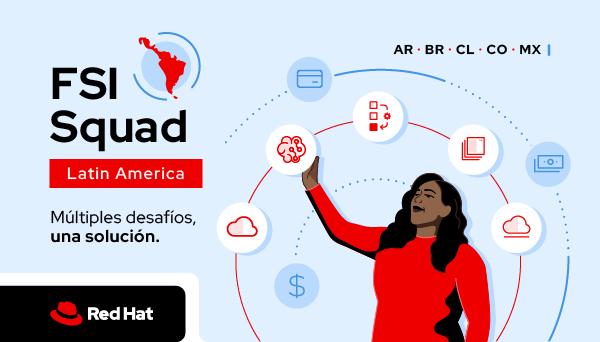 AR · BR · CL · CO · MX
FSI
Squad
Latin America
Múltiples desafíos,
una solución.
$
Red Hat